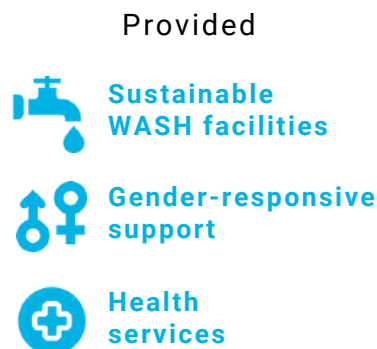 Provided
Sustainable
WASH facilities
Gender-responsive
support
Health
services